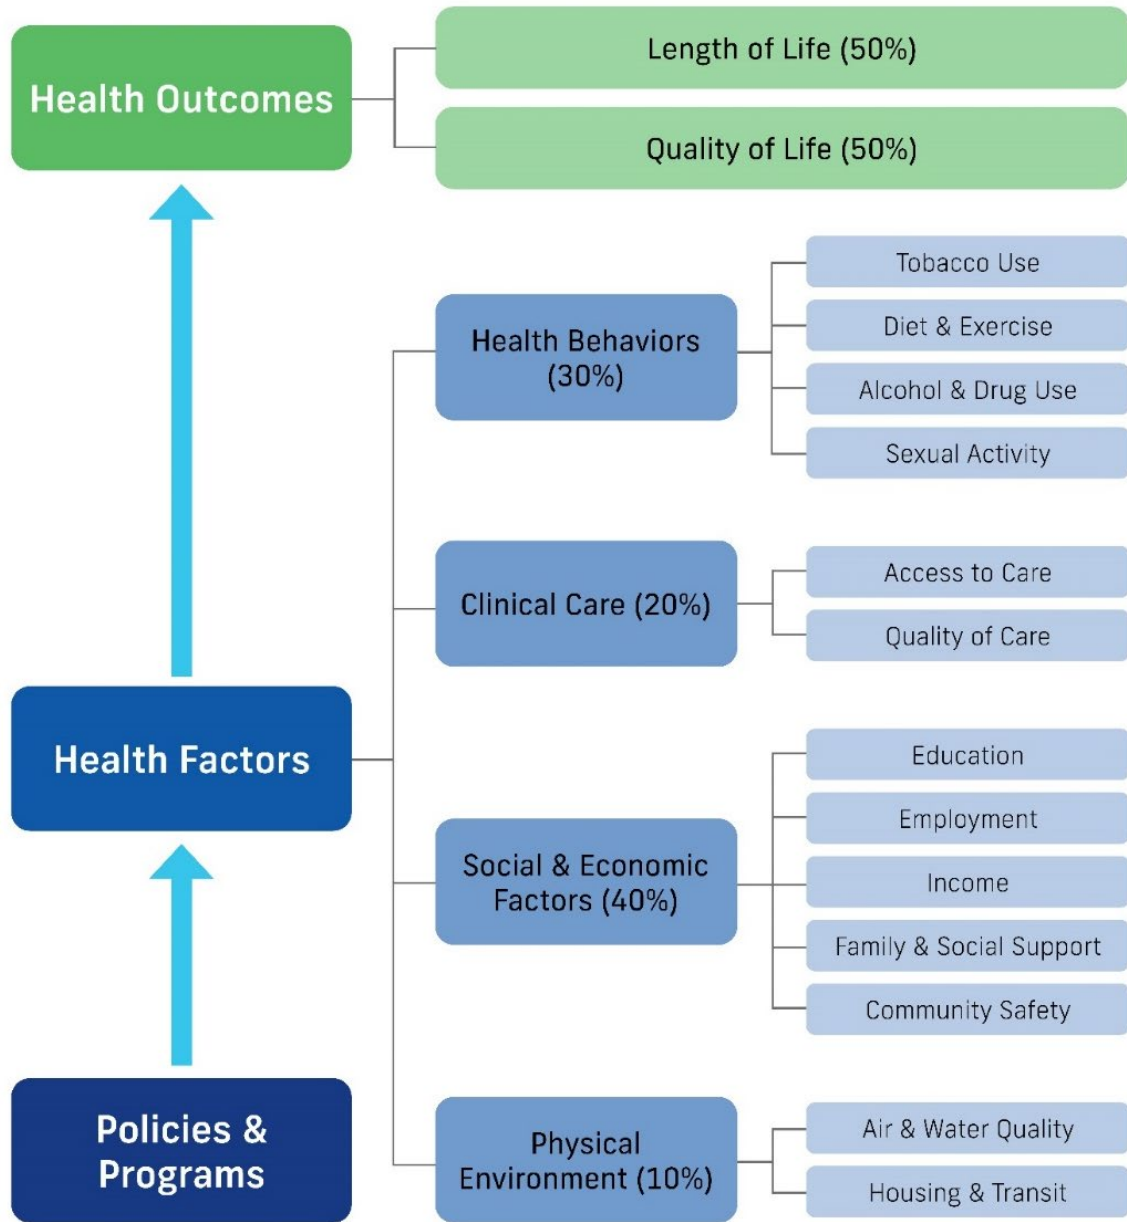 Health Outcomes
Length of Life (50%)
Quality of Life (50%)
Health Factors
Health Behaviors
(30%)
Tobacco Use
Diet & Exercise
Alcohol & Drug Use
Sexual Activity
Clinical Care (20%)
Access to Care
Quality of Care
Social & Economic
Factors (40%)
Education
Employment
Income
Family & Social Support
Community Safety
Physical
Environment (10%)
Air & Water Quality
Housing & Transit
Policies &
Programs